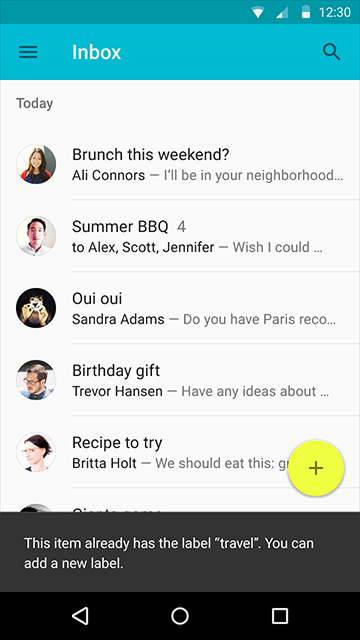 12:30
Inbox
Today
Brunch this weekend?
Ali Connors — I'll be in your neighborhood…
Summer BBQ 4
to Alex, Scott, Jennifer — Wish I could …
Oui oui
Sandra Adams — Do you have Paris reco…
Birthday gift
Trevor Hansen — Have any ideas about …
Recipe to try
Britta Holt — We should eat this:
This item already has the label “travel”. You can
add a new label.